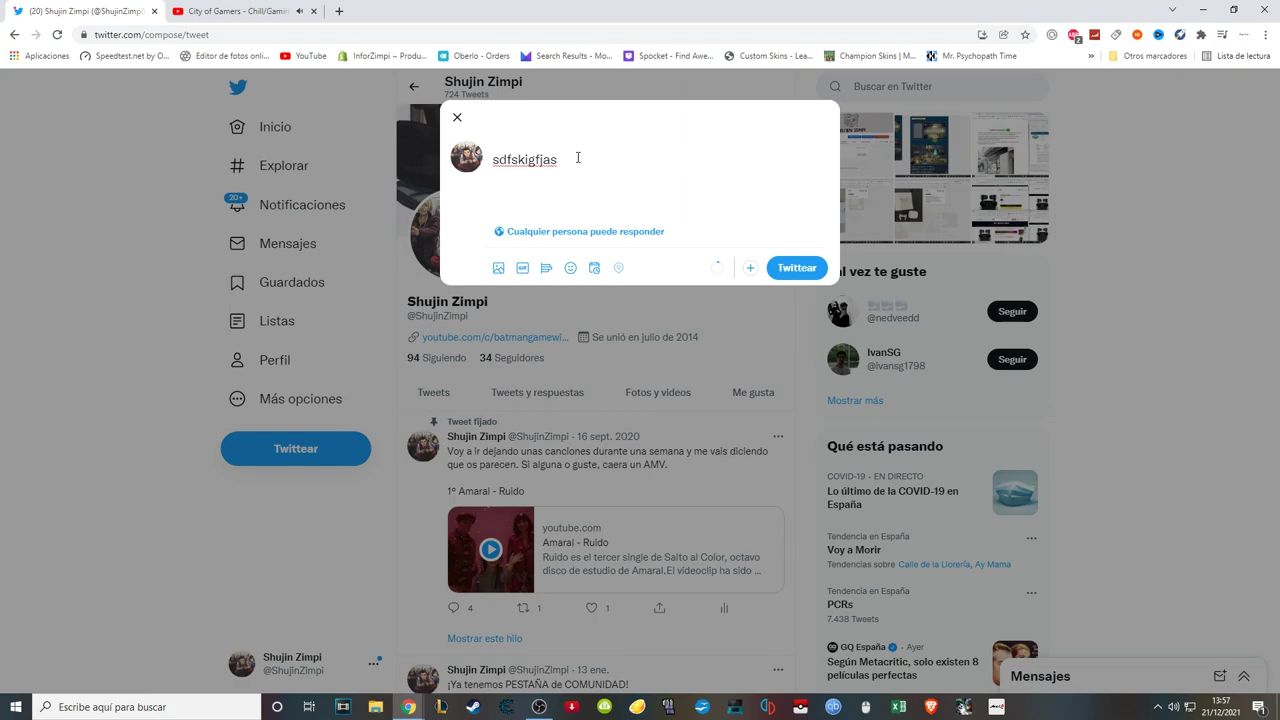 (20) Shujin Zimpi (@ShujinZimpi)
City of Gamers - Chill/Gaming
twitter.com/compose/tweet
Aplicaciones
Speedtest.net by O...
Editor de fotos onlin...
YouTube
InforZimpi — Produ...
Oberlo - Orders
Search Results - Mo...
Spocket - Find Awe...
Custom Skins - Lea...
Champion Skins | M...
Mr. Psychopath Time
»
Otros marcadores
Lista de lectura
Inicio
Explorar
20+
Notificaciones
Mensajes
Guardados
Listas
Perfil
Más opciones
Twittear
Shujin Zimpi
@ShujinZimpi
Shujin Zimpi
724 Tweets
sdfskigfjas
Cualquier persona puede responder
GIF
Twittear
Shujin Zimpi
@ShujinZimpi
youtube.com/c/batmangamewi...
Se unió en julio de 2014
94 Siguiendo
34 Seguidores
Tweets
Tweets y respuestas
Fotos y videos
Me gusta
Tweet fijado
Shujin Zimpi @ShujinZimpi · 16 sept. 2020
Voy a ir dejando unas canciones durante una semana y me vais diciendo
que os parecen. Si alguna o guste, caera un AMV.
1º Amaral - Ruido
youtube.com
Amaral - Ruido
Ruido es el tercer single de Salto al Color, octavo
disco de estudio de Amaral.El videoclip ha sido ...
4
1
1
Mostrar este hilo
Shujin Zimpi @ShujinZimpi · 13 ene.
¡Ya tenemos PESTAÑA de COMUNIDAD!
Buscar en Twitter
al vez te guste
@nedveedd
Seguir
IvanSG
@ivansg1798
Seguir
Mostrar más
Qué está pasando
COVID-19 · EN DIRECTO
Lo último de la COVID-19 en
España
Tendencia en España
Voy a Morir
Tendencias sobre Calle de la Llorería, Ay Mama
Tendencia en España
PCRs
7.438 Tweets
GQ España · Ayer
Según Metacritic, solo existen 8
películas perfectas
Mensajes
Escribe aquí para buscar
13:57
21/12/2021